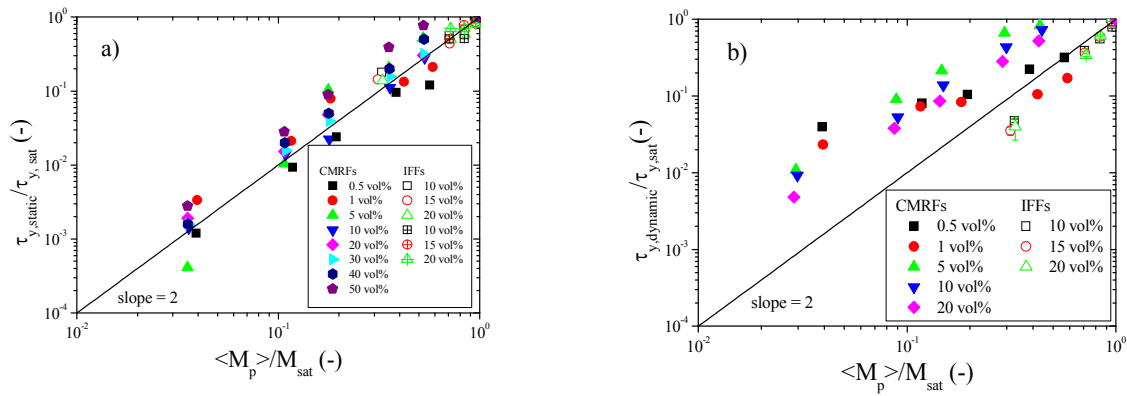 a)
τy,static/τy, sat (-)
10^0
10^-1
10^-2
10^-3
10^-4
slope = 2
CMRFs IFFs
0.5 vol% 10 vol%
1 vol% 15 vol%
5 vol% 20 vol%
10 vol% 10 vol%
20 vol% 15 vol%
30 vol% 20 vol%
40 vol%
50 vol%
10^-2 10^-1 10^0
<M_p>/M_sat (-)
b)
τy,dynamic/τy,sat (-)
10^0
10^-1
10^-2
10^-3
10^-4
slope = 2
CMRFs IFFs
0.5 vol% 10 vol%
1 vol% 15 vol%
5 vol% 20 vol%
10 vol%
20 vol%
10^-2 10^-1 10^0
<M_p>/M_sat (-)